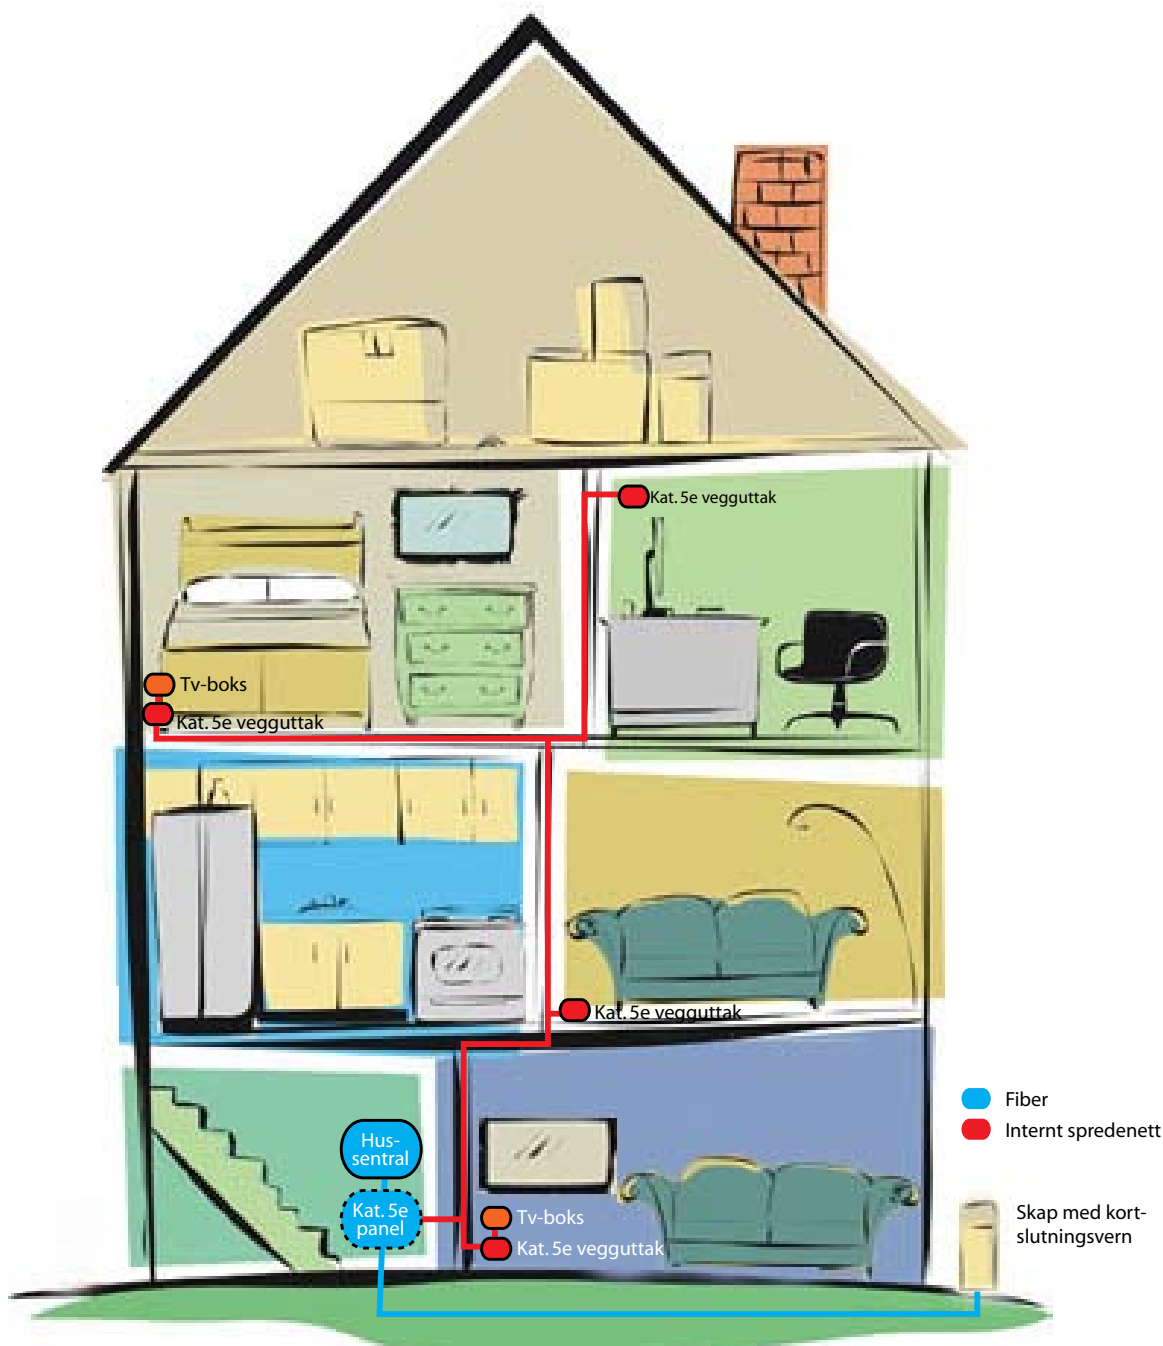 Kat. 5e vegguttak
Tv-boks
Kat. 5e vegguttak
Kat. 5e vegguttak
Fiber
Internt spredenett
Hus-
sentral
Kat. 5e
panel
Tv-boks
Kat. 5e vegguttak
Skap med kort-
slutningsvern